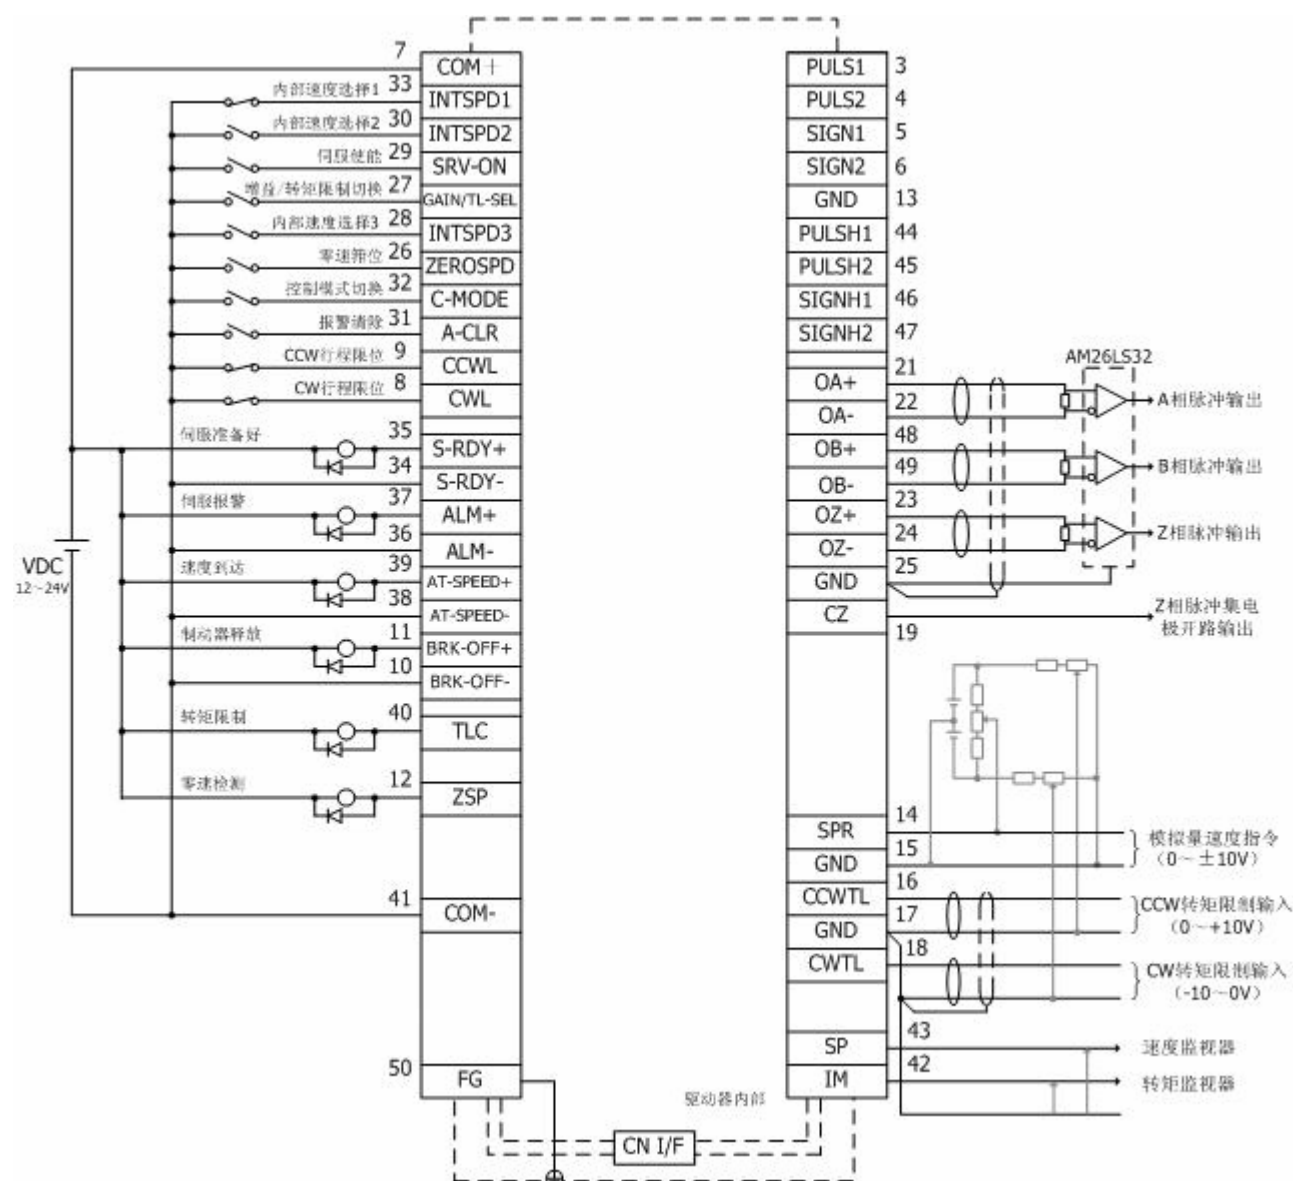 7 COM+
内部速度选择1 33 INTSPD1
内部速度选择2 30 INTSPD2
伺服使能 29 SRV-ON
增益/转矩限制切换 27 GAIN/TL-SEL
内部速度选择3 28 INTSPD3
零速箝位 26 ZEROSPD
控制模式切换 32 C-MODE
报警清除 31 A-CLR
CCW行程限位 9 CCWL
CW行程限位 8 CWL
伺服准备好 35 S-RDY+
34 S-RDY-
伺服报警 37 ALM+
36 ALM-
速度到达 39 AT-SPEED+
38 AT-SPEED-
制动器释放 11 BRK-OFF+
10 BRK-OFF-
转矩限制 40 TLC
零速检测 12 ZSP
41 COM-
50 FG
VDC
12~24V
PULS1 3
PULS2 4
SIGN1 5
SIGN2 6
GND 13
PULSH1 44
PULSH2 45
SIGNH1 46
SIGNH2 47
AM26LS32
OA+ 21
OA- 22
A相脉冲输出
OB+ 48
OB- 49
B相脉冲输出
OZ+ 23
OZ- 24
Z相脉冲输出
GND 25
CZ 19
Z相脉冲集电
极开路输出
SPR 14
GND 15
模拟量速度指令
(0~±10V)
CCWTL 16
GND 17
CCW转矩限制输入
(0~+10V)
CWTL 18
CW转矩限制输入
(-10~0V)
SP 43 速度监视器
IM 42 转矩监视器
驱动器内部
CN I/F